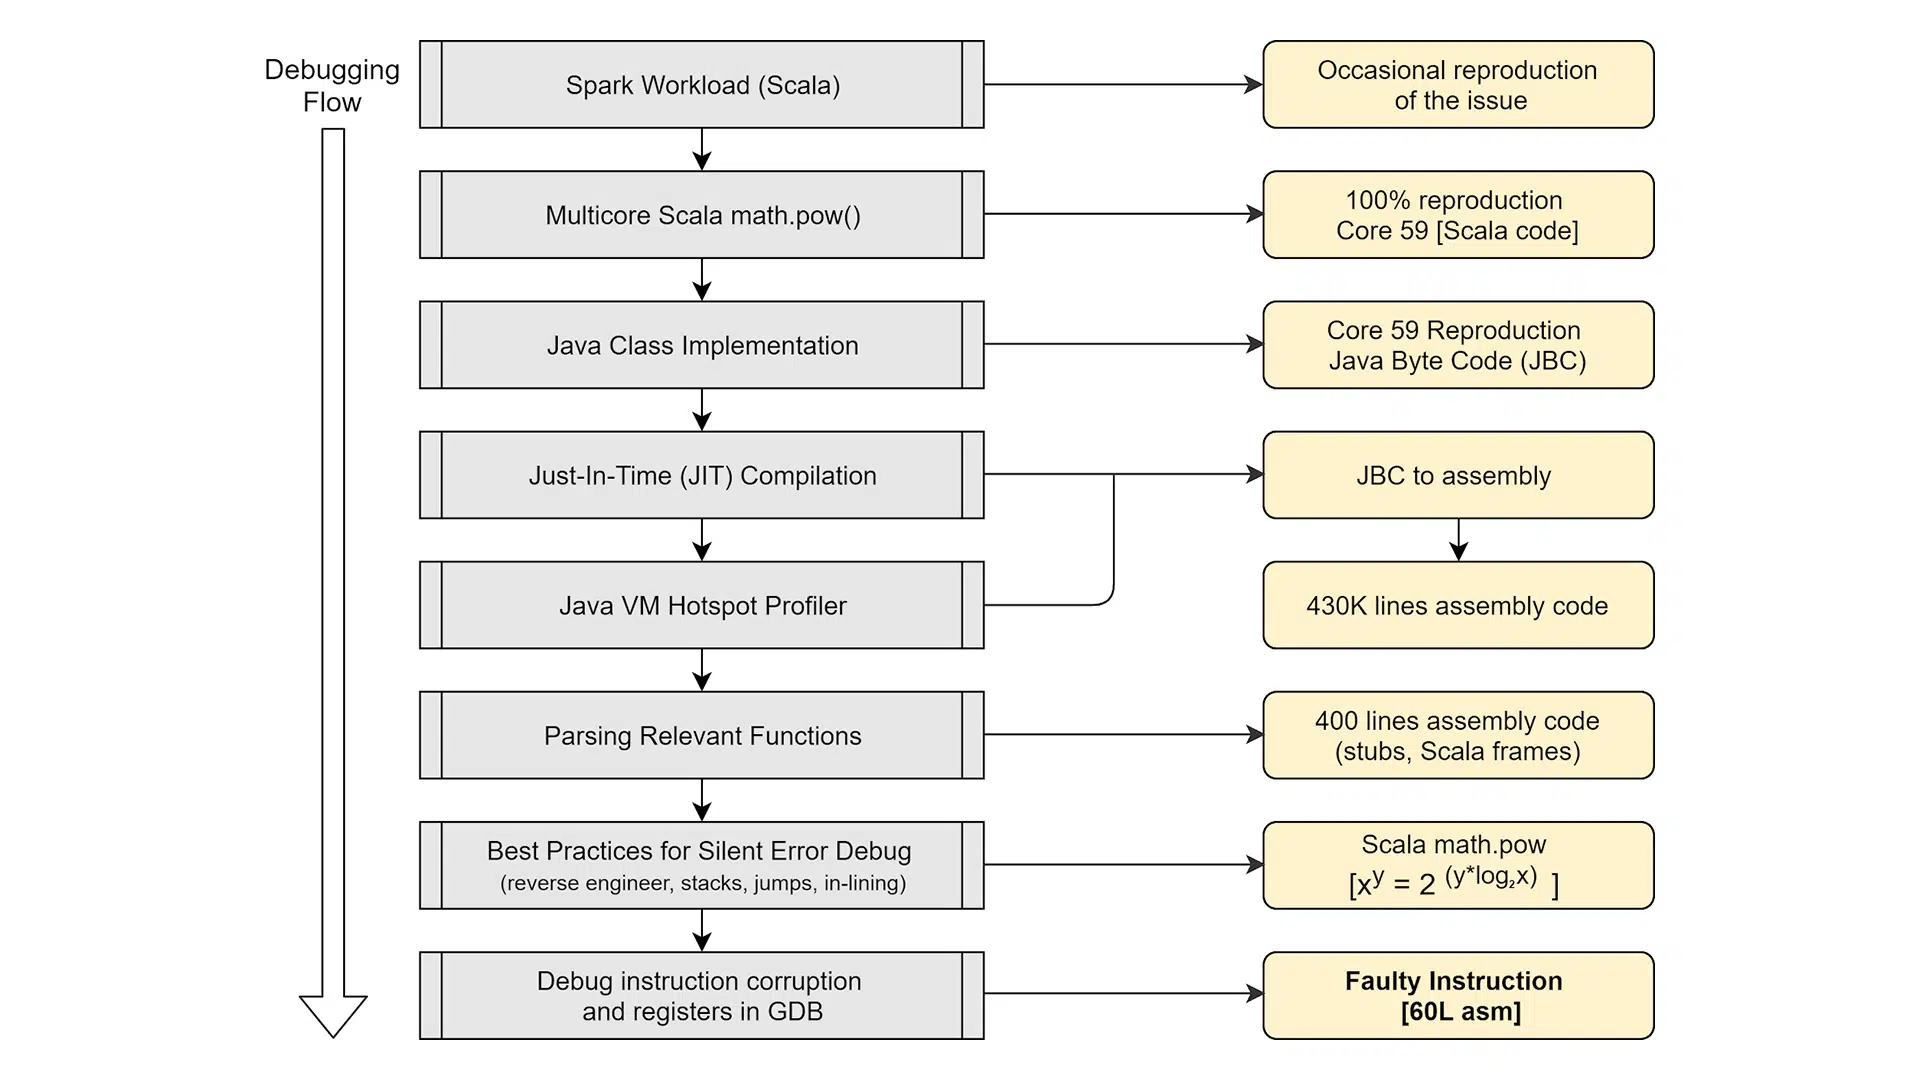 Debugging
Flow
Spark Workload (Scala)
Occasional reproduction
of the issue
Multicore Scala math.pow()
100% reproduction
Core 59 [Scala code]
Java Class Implementation
Core 59 Reproduction
Java Byte Code (JBC)
Just-In-Time (JIT) Compilation
JBC to assembly
Java VM Hotspot Profiler
430K lines assembly code
Parsing Relevant Functions
400 lines assembly code
(stubs, Scala frames)
Best Practices for Silent Error Debug
(reverse engineer, stacks, jumps, in-lining)
Scala math.pow
[xʸ = 2 ⁽ʸ*ˡᵒᵍ₂ˣ⁾ ]
Debug instruction corruption
and registers in GDB
Faulty Instruction
[60L asm]